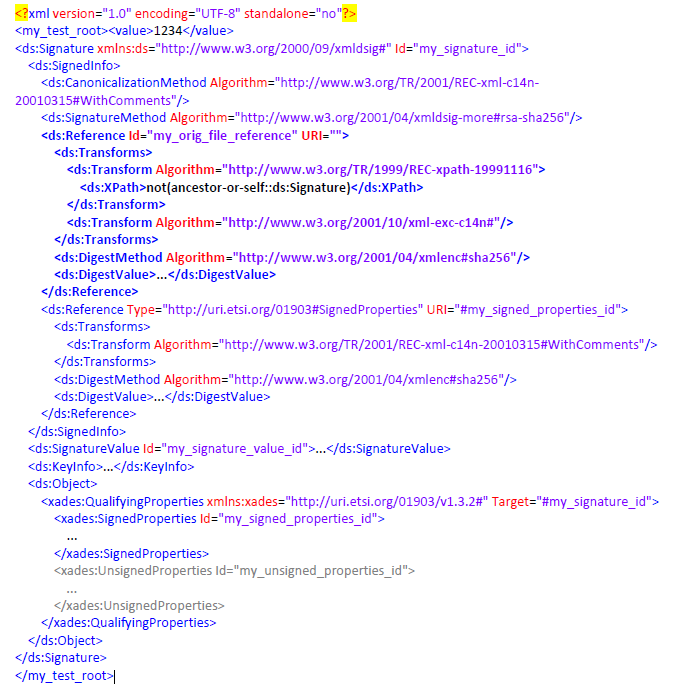 <?xml version="1.0" encoding="UTF-8" standalone="no"?>
<my_test_root><value>1234</value>
<ds:Signature xmlns:ds="http://www.w3.org/2000/09/xmldsig#" Id="my_signature_id">
<ds:SignedInfo>
<ds:CanonicalizationMethod Algorithm="http://www.w3.org/TR/2001/REC-xml-c14n-
20010315#WithComments"/>
<ds:SignatureMethod Algorithm="http://www.w3.org/2001/04/xmldsig-more#rsa-sha256"/>
<ds:Reference Id="my_orig_file_reference" URI="">
<ds:Transforms>
<ds:Transform Algorithm="http://www.w3.org/TR/1999/REC-xpath-19991116">
<ds:XPath>not(ancestor-or-self::ds:Signature)</ds:XPath>
</ds:Transform>
<ds:Transform Algorithm="http://www.w3.org/2001/10/xml-exc-c14n#"/>
</ds:Transforms>
<ds:DigestMethod Algorithm="http://www.w3.org/2001/04/xmlenc#sha256"/>
<ds:DigestValue>...</ds:DigestValue>
</ds:Reference>
<ds:Reference Type="http://uri.etsi.org/01903#SignedProperties" URI="#my_signed_properties_id">
<ds:Transforms>
<ds:Transform Algorithm="http://www.w3.org/TR/2001/REC-xml-c14n-20010315#WithComments"/>
</ds:Transforms>
<ds:DigestMethod Algorithm="http://www.w3.org/2001/04/xmlenc#sha256"/>
<ds:DigestValue>...</ds:DigestValue>
</ds:Reference>
</ds:SignedInfo>
<ds:SignatureValue Id="my_signature_value_id">...</ds:SignatureValue>
<ds:KeyInfo>...</ds:KeyInfo>
<ds:Object>
<xades:QualifyingProperties xmlns:xades="http://uri.etsi.org/01903/v1.3.2#" Target="#my_signature_id">
<xades:SignedProperties Id="my_signed_properties_id">
...
</xades:SignedProperties>
<xades:UnsignedProperties Id="my_unsigned_properties_id">
...
</xades:UnsignedProperties>
</xades:QualifyingProperties>
</ds:Object>
</ds:Signature>
</my_test_root>